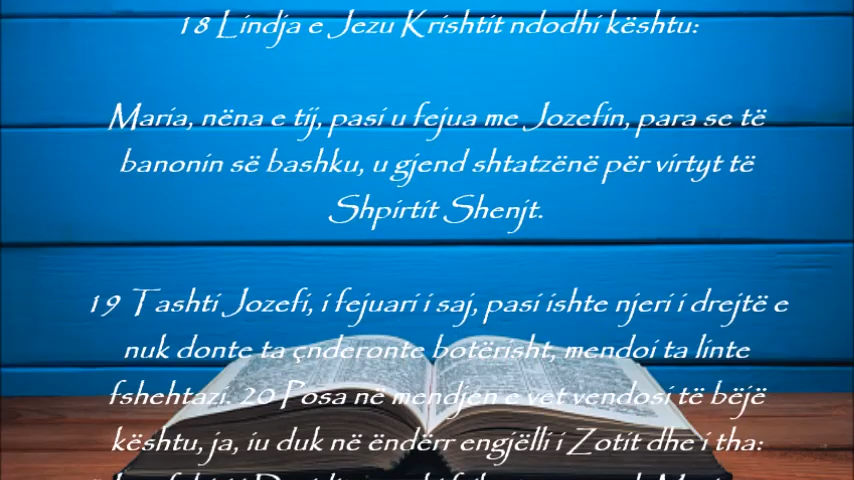 18 Lindja e Jezu Krishtit ndodhi kështu:
Maria, nëna e tij, pasi u fejua me Jozefin, para se të
banonin së bashku, u gjend shtatzënë për virtyt të
Shpirtit Shenjt.
19 Tashti Jozefi, i fejuari i saj, pasi ishte njeri i drejtë e
nuk donte ta çnderonte botërisht, mendoi ta linte
fshehtazi. 20 Posa në mendjen e vet vendosi të bëjë
kështu, ja, iu duk në ëndërr engjëlli i Zotit dhe i tha: